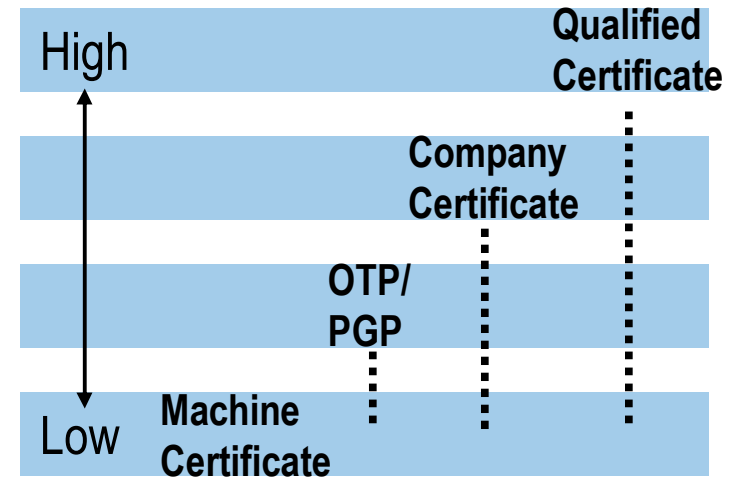 High
Qualified
Certificate
Company
Certificate
OTP/
PGP
Low
Machine
Certificate